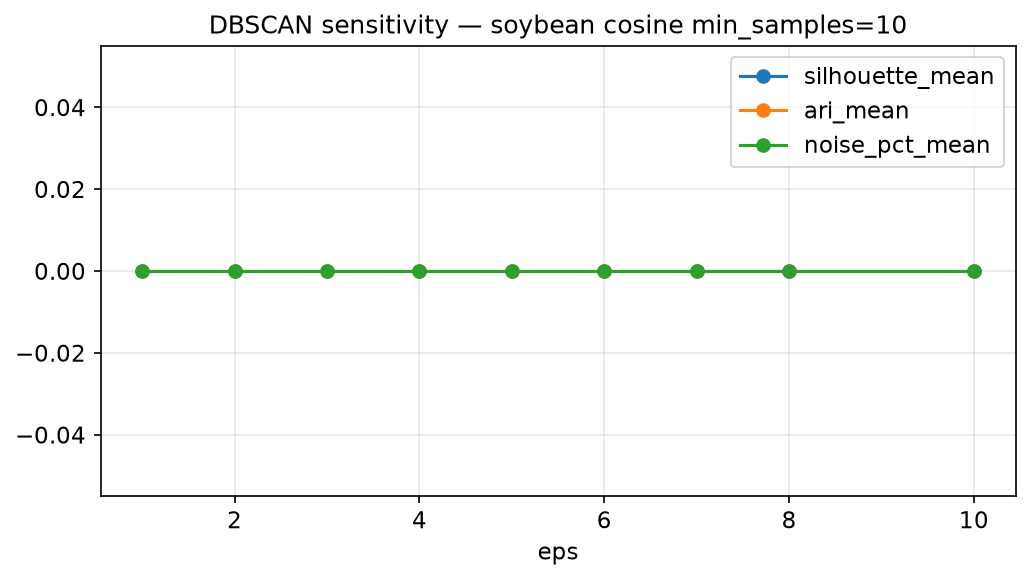 DBSCAN sensitivity — soybean cosine min_samples=10
silhouette_mean
ari_mean
noise_pct_mean
0.04
0.02
0.00
−0.02
−0.04
2 4 6 8 10
eps